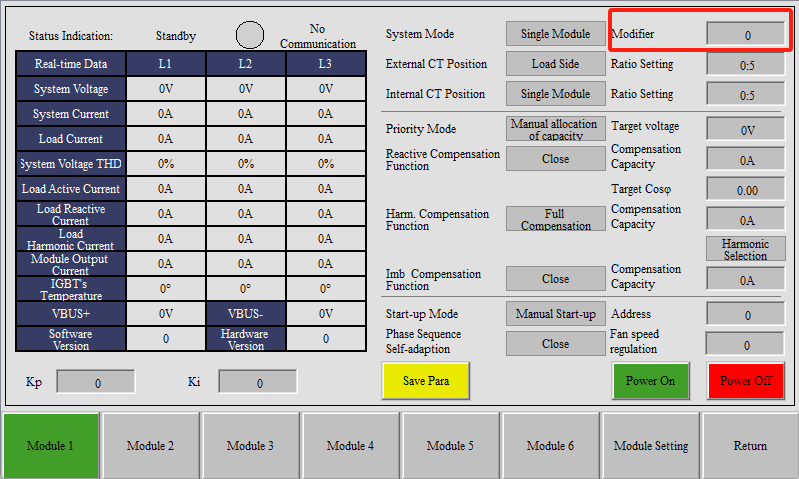 Status Indication: Standby No
Communication
Real-time Data L1 L2 L3
System Voltage 0V 0V 0V
System Current 0A 0A 0A
Load Current 0A 0A 0A
System Voltage THD 0% 0% 0%
Load Active Current 0A 0A 0A
Load Reactive
Current 0A 0A 0A
Load
Harmonic Current 0A 0A 0A
Module Output
Current 0A 0A 0A
IGBT's
Temperature 0° 0° 0°
VBUS+ 0V VBUS- 0V
Software
Version 0 Hardware
Version 0
Kp 0 Ki 0
System Mode Single Module Modifier 0
External CT Position Load Side Ratio Setting 0:5
Internal CT Position Single Module Ratio Setting 0:5
Priority Mode Manual allocation
of capacity Target voltage 0V
Reactive Compensation
Function Close Compensation
Capacity 0A
Target Cosφ 0.00
Harm. Compensation
Function Full
Compensation Compensation
Capacity 0A
Harmonic
Selection
Imb Compensation
Function Close Compensation
Capacity 0A
Start-up Mode Manual Start-up Address 0
Phase Sequence
Self-adaption Close Fan speed
regulation 0
Save Para Power On Power Off
Module 1 Module 2 Module 3 Module 4 Module 5 Module 6 Module Setting Return